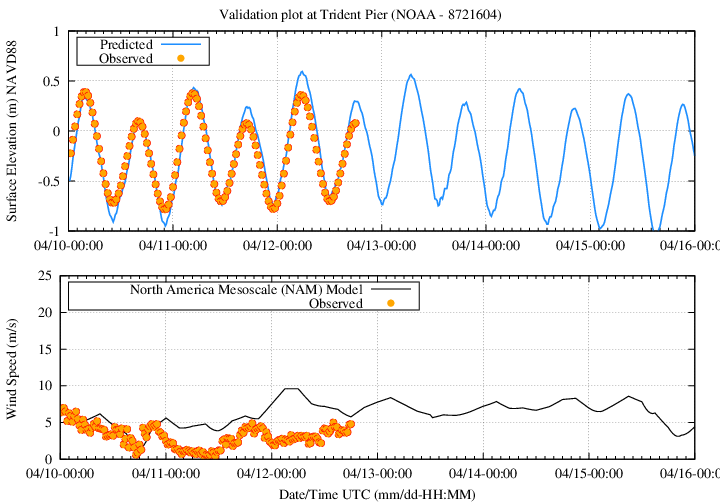 Validation plot at Trident Pier (NOAA - 8721604)
Surface Elevation (m) NAVD88
1
0.5
0
-0.5
-1
Predicted
Observed
04/10-00:00 04/11-00:00 04/12-00:00 04/13-00:00 04/14-00:00 04/15-00:00 04/16-00:00
Wind Speed (m/s)
25
20
15
10
5
0
North America Mesoscale (NAM) Model
Observed
04/10-00:00 04/11-00:00 04/12-00:00 04/13-00:00 04/14-00:00 04/15-00:00 04/16-00:00
Date/Time UTC (mm/dd-HH:MM)